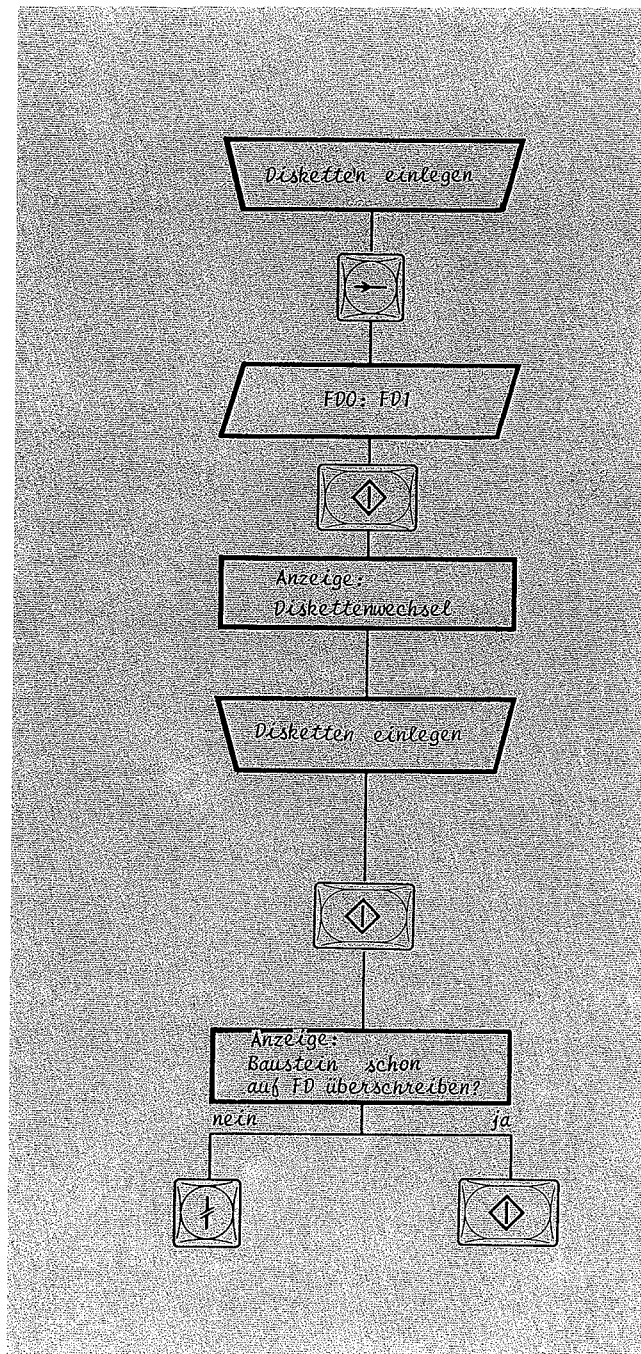 Disketten einlegen
FD0: FD1
Anzeige:
Diskettenwechsel
Disketten einlegen
Anzeige:
Baustein schon
auf FD überschreiben?
nein
ja